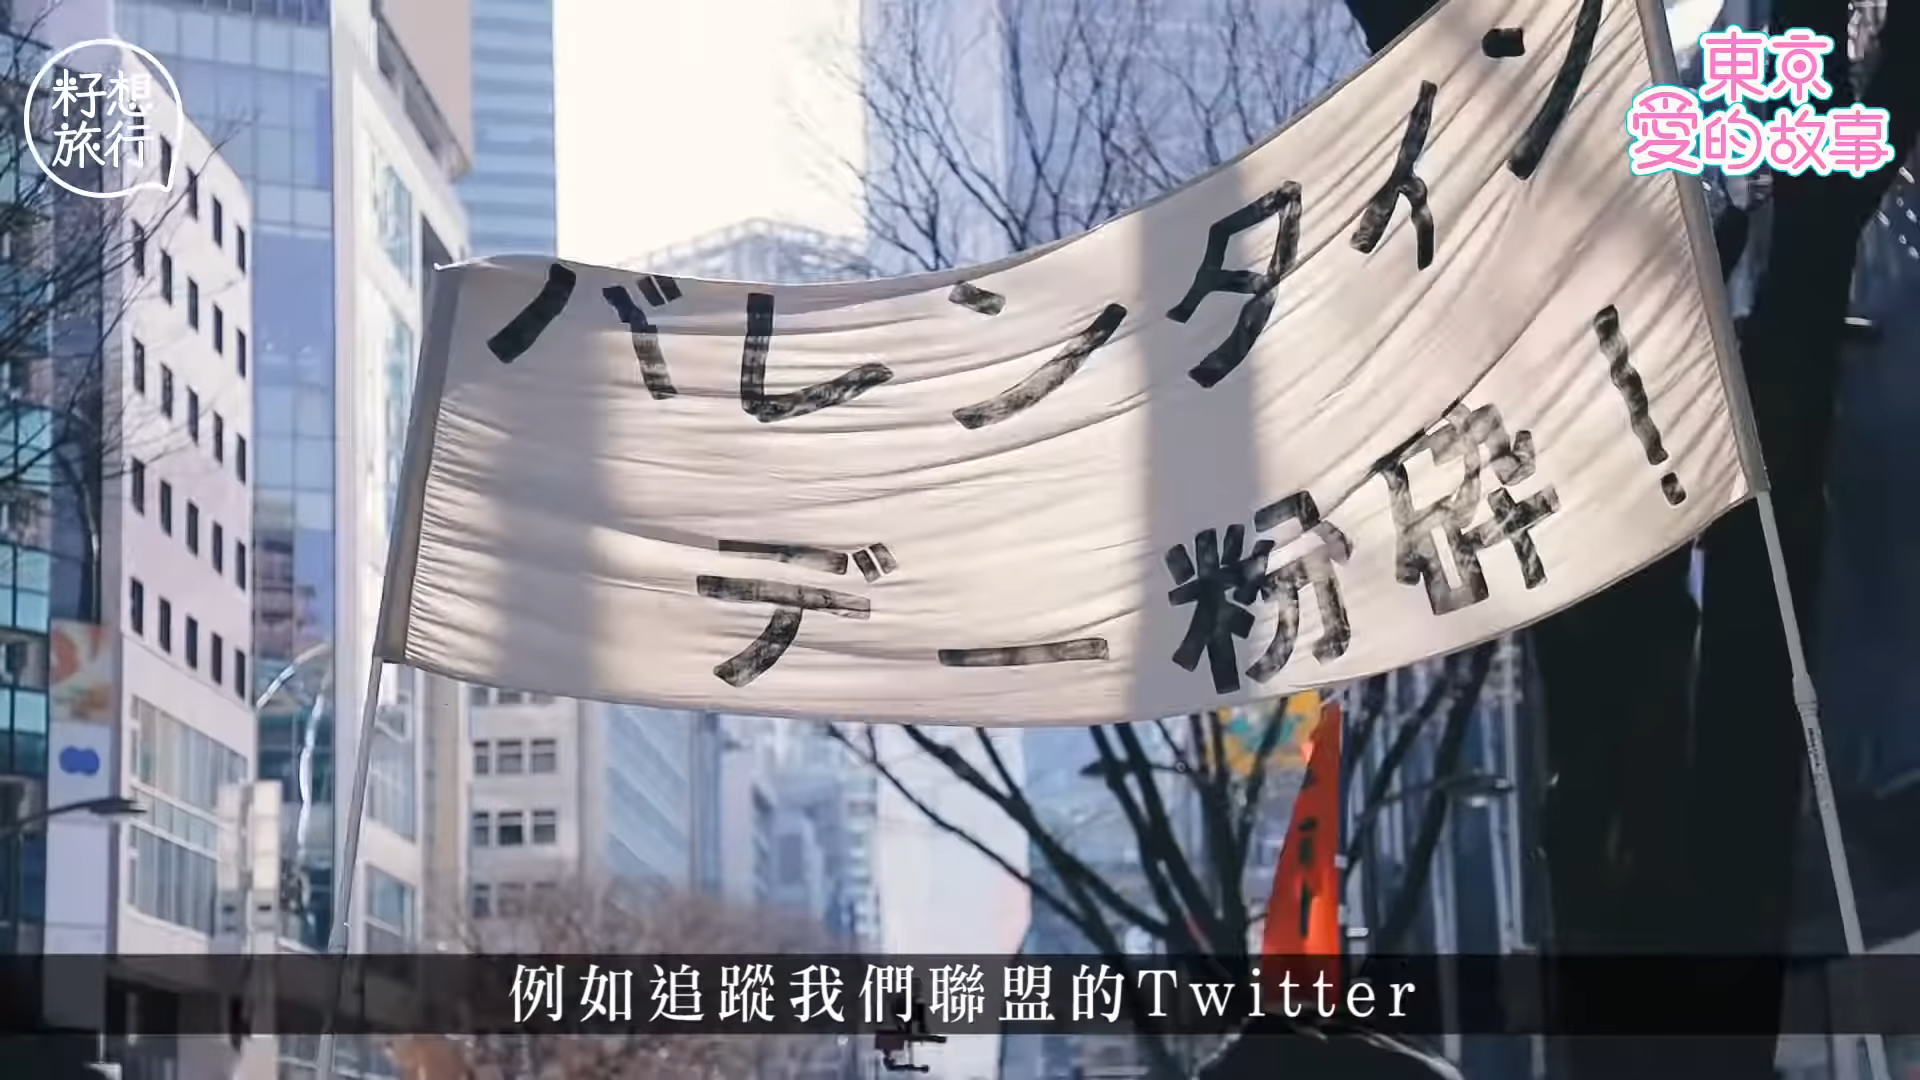 籽想
旅行
東京
愛的故事
バレンタイン
デー粉砕!
例如追蹤我們聯盟的Twitter